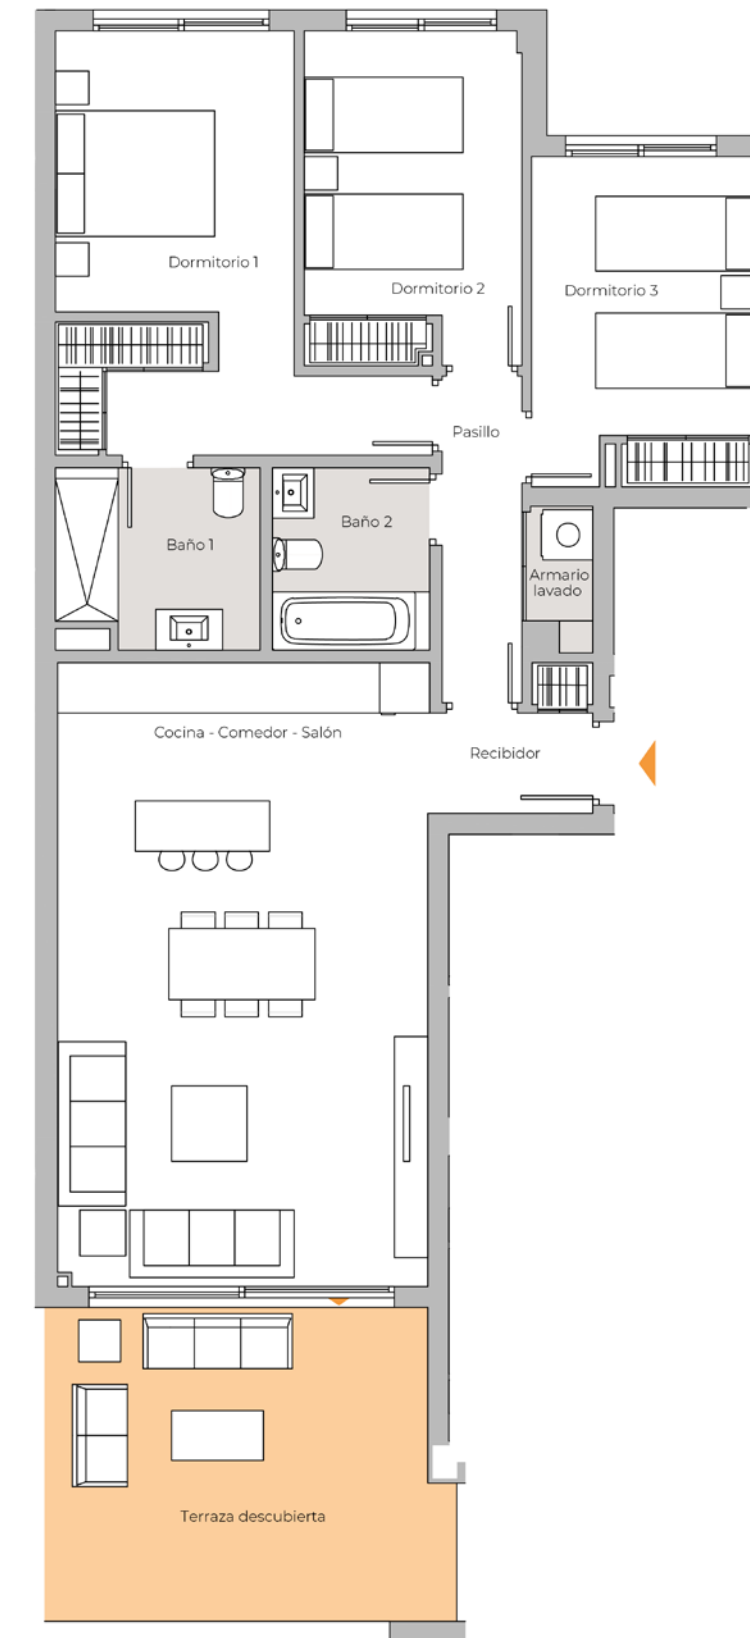 Dormitorio 1
Dormitorio 2
Dormitorio 3
Pasillo
Baño 1
Baño 2
Armario
lavado
Cocina - Comedor - Salón
Recibidor
Terraza descubierta